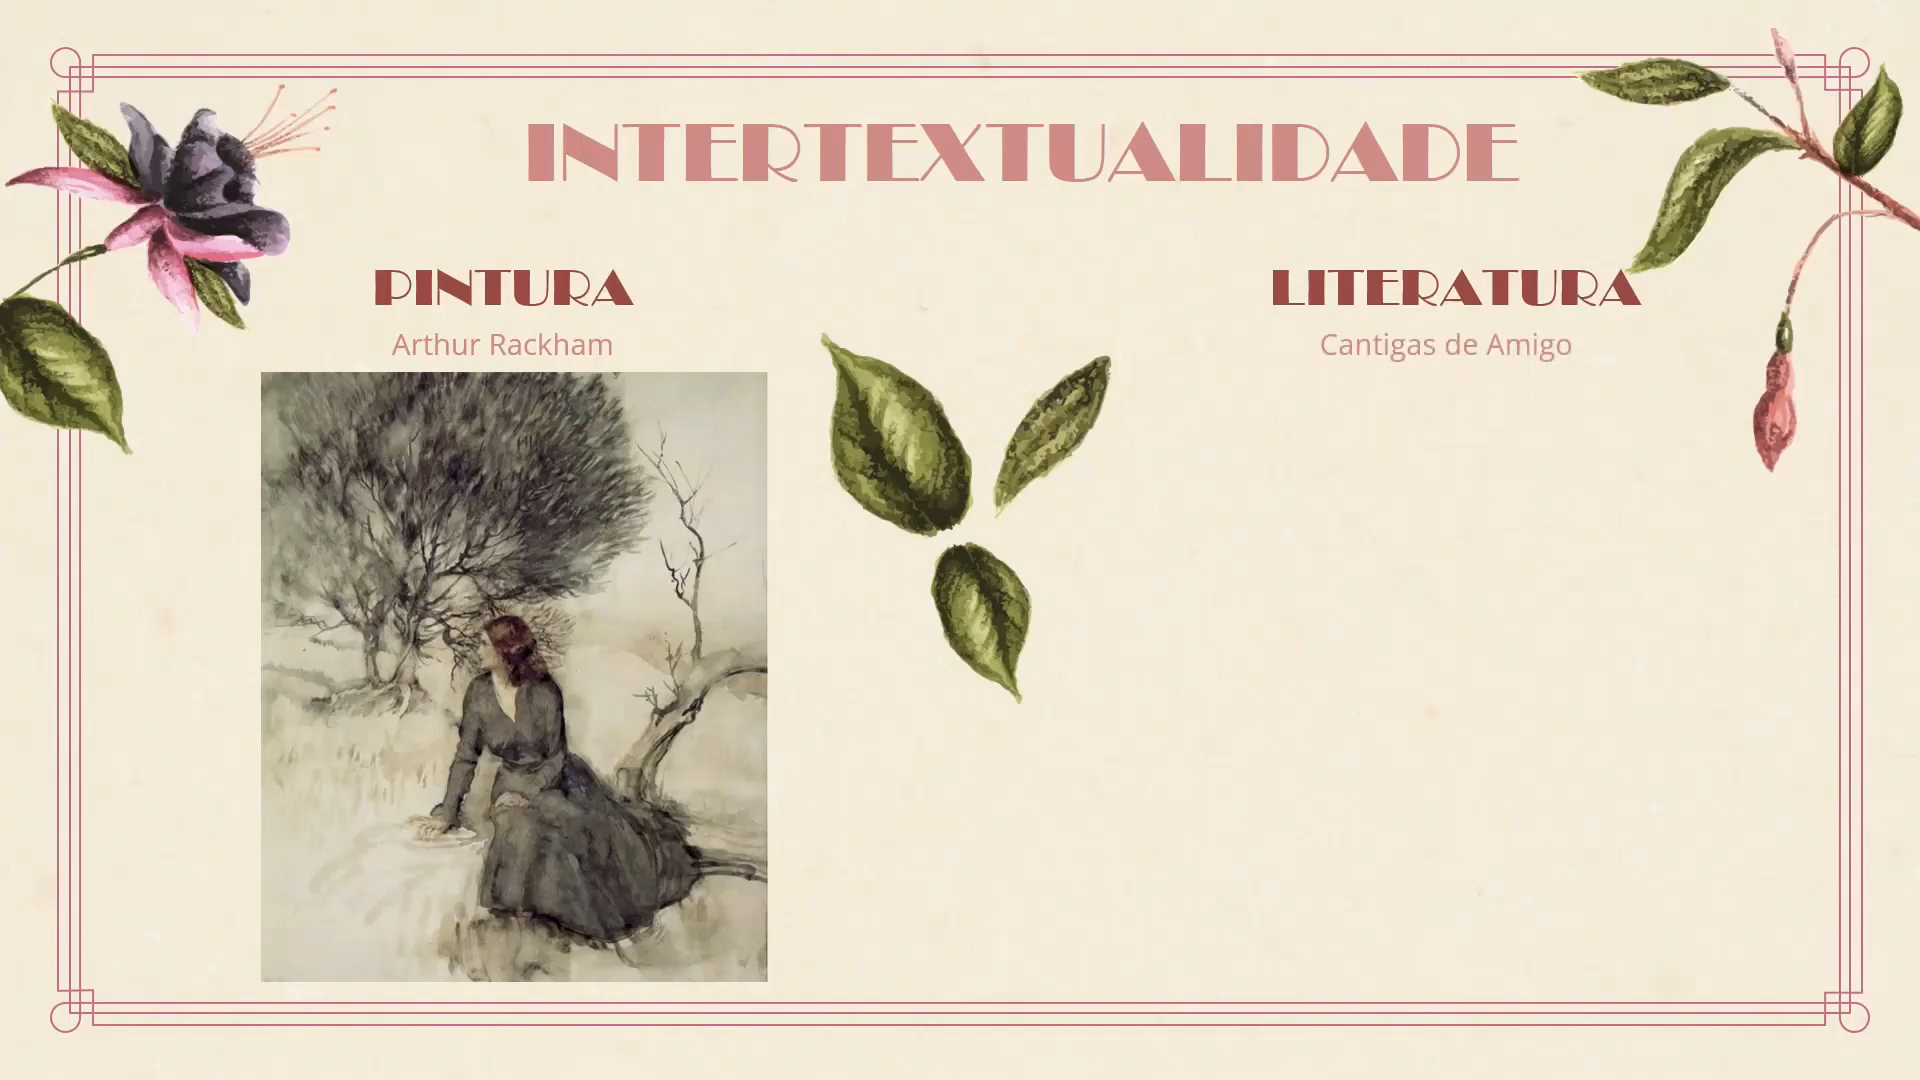 INTERTEXTUALIDADE
PINTURA
Arthur Rackham
LITERATURA
Cantigas de Amigo